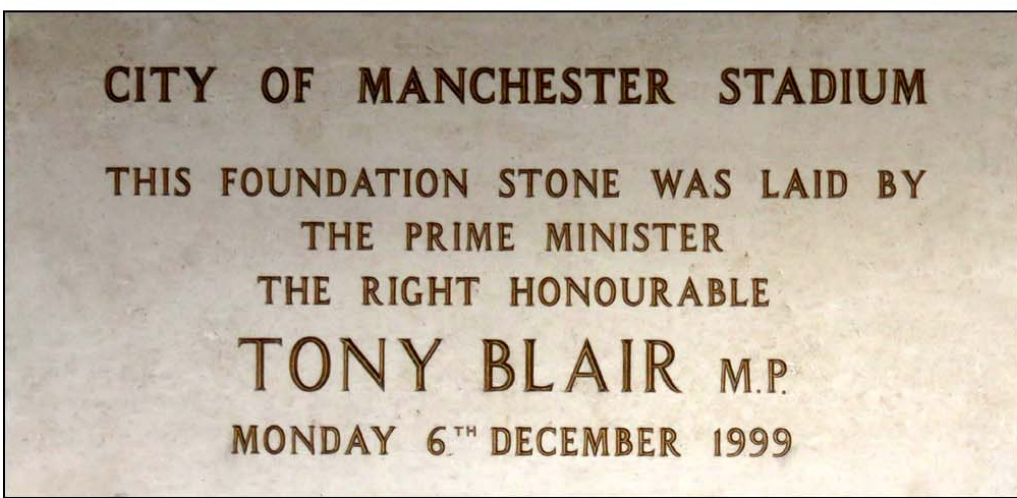 CITY OF MANCHESTER STADIUM
THIS FOUNDATION STONE WAS LAID BY
THE PRIME MINISTER
THE RIGHT HONOURABLE
TONY BLAIR M.P.
MONDAY 6TH DECEMBER 1999